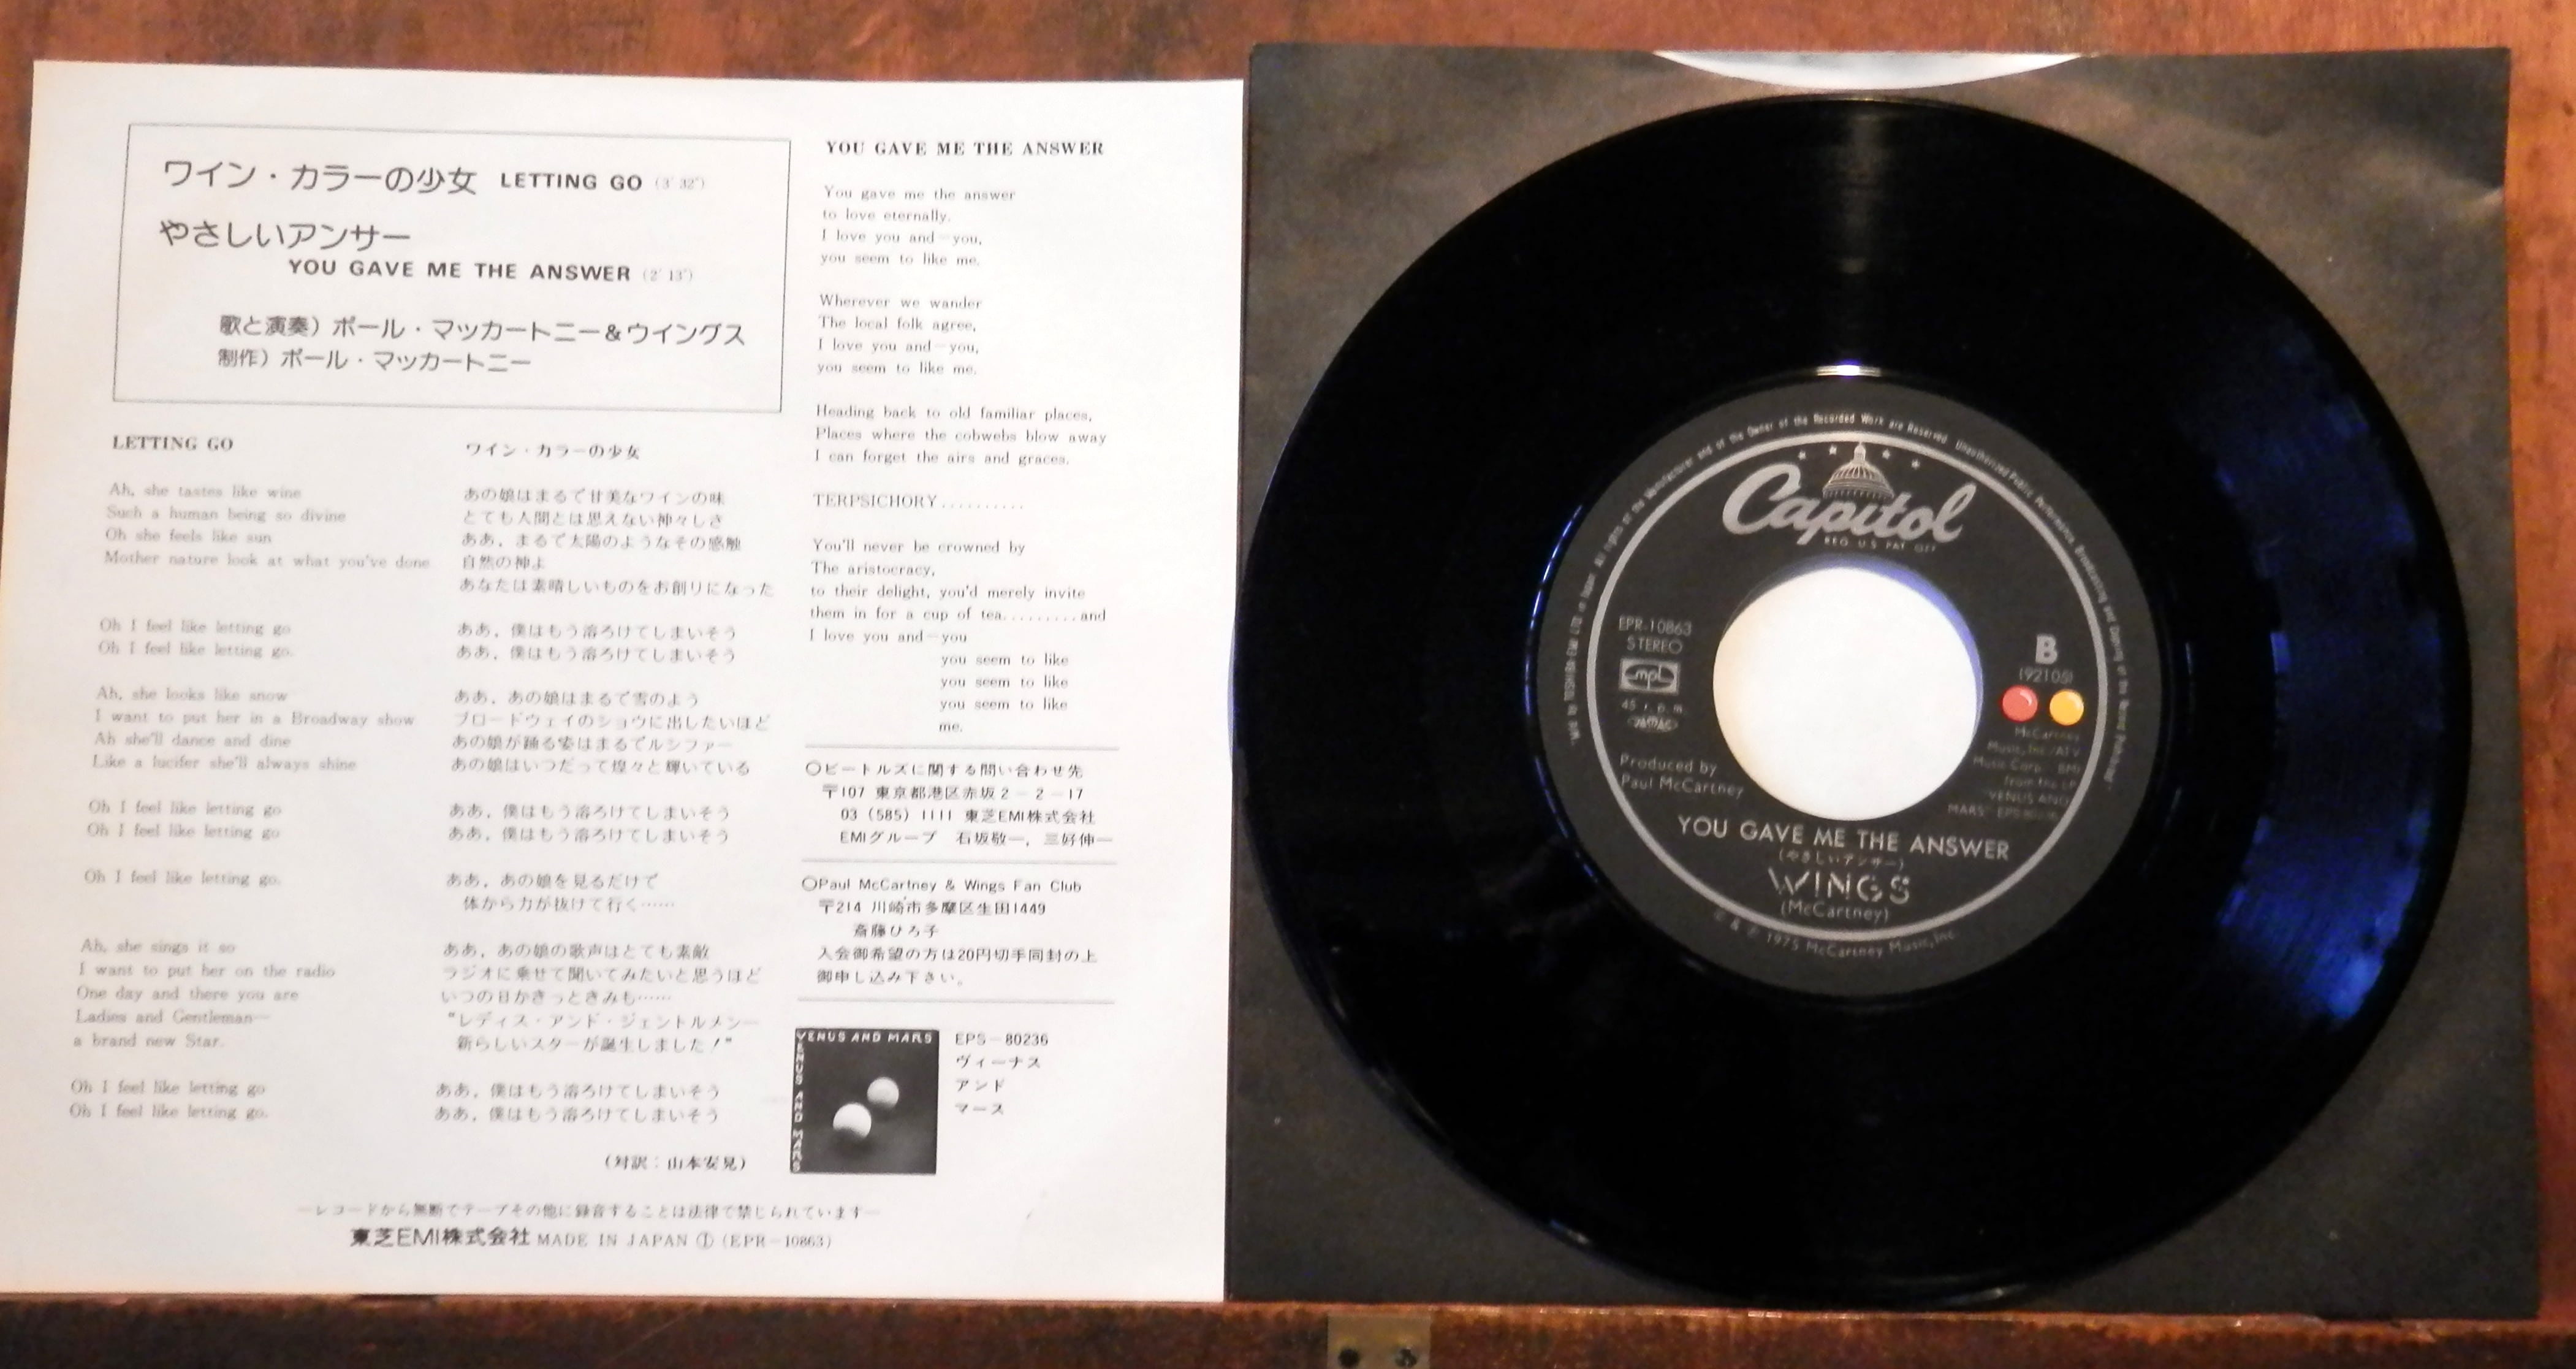 ワイン・カラーの少女 LETTING GO (3′32″)
やさしいアンサー
YOU GAVE ME THE ANSWER (2′13″)
歌と演奏) ポール・マッカートニー&ウイングス
制作) ポール・マッカートニー
LETTING GO
Ah, she tastes like wine
Such a human being so divine
Oh she feels like sun
Mother nature look at what you've done
Oh I feel like letting go
Oh I feel like letting go.
Ah, she looks like snow
I want to put her in a Broadway show
Ah she'll dance and dine
Like a lucifer she'll always shine
Oh I feel like letting go
Oh I feel like letting go
Oh I feel like letting go.
Ah, she sings it so
I want to put her on the radio
One day and there you are
Ladies and Gentleman—
a brand new Star.
Oh I feel like letting go
Oh I feel like letting go.
ワイン・カラーの少女
あの娘はまるで甘美なワインの味
とても人間とは思えない神々しさ
ああ，まるで太陽のようなその感触
自然の神よ
あなたは素晴しいものをお創りになった
ああ，僕はもう溶ろけてしまいそう
ああ，僕はもう溶ろけてしまいそう
ああ，あの娘はまるで雪のよう
ブロードウェイのショウに出したいほど
あの娘が踊る姿はまるでルシファー
あの娘はいつだって煌々と輝いている
ああ，僕はもう溶ろけてしまいそう
ああ，僕はもう溶ろけてしまいそう
ああ，あの娘を見るだけで
体から力が抜けて行く……
ああ，あの娘の歌声はとても素敵
ラジオに乗せて聞いてみたいと思うほど
いつの日かきっときみも……
"レディス・アンド・ジェントルメン—
新らしいスターが誕生しました！"
ああ，僕はもう溶ろけてしまいそう
ああ，僕はもう溶ろけてしまいそう
(対訳：山本安見)
YOU GAVE ME THE ANSWER
You gave me the answer
to love eternally.
I love you and—you,
you seem to like me.
Wherever we wander
The local folk agree,
I love you and—you,
you seem to like me.
Heading back to old familiar places,
Places where the cobwebs blow away
I can forget the airs and graces.
TERPSICHORY..........
You'll never be crowned by
The aristocracy,
to their delight, you'd merely invite
them in for a cup of tea.........and
I love you and—you
you seem to like
you seem to like
you seem to like
me.
○ビートルズに関する問い合わせ先
〒107 東京都港区赤坂2－2－17
03 (585) 1111 東芝EMI株式会社
EMIグループ 石坂敬一，三好伸一
○Paul McCartney & Wings Fan Club
〒214 川崎市多摩区生田1449
斎藤ひろ子
入会御希望の方は20円切手同封の上
御申し込み下さい。
VENUS AND MARS
VENUS AND MARS
EPS－80236
ヴィーナス
アンド
マース
—レコードから無断でテープその他に録音することは法律で禁じられています—
東芝EMI株式会社 MADE IN JAPAN ① (EPR－10863)
Capitol
REG. U.S. PAT. OFF.
EPR-10863
STEREO
mpl
45 r.p.m.
B
(92105)
McCartney
Music, Inc./ATV
Music Corp. BMI
from the LP
"VENUS AND
MARS"
Produced by
Paul McCartney
YOU GAVE ME THE ANSWER
(やさしいアンサー)
WINGS
(McCartney)
© & ℗ 1975 McCartney Music, Inc.